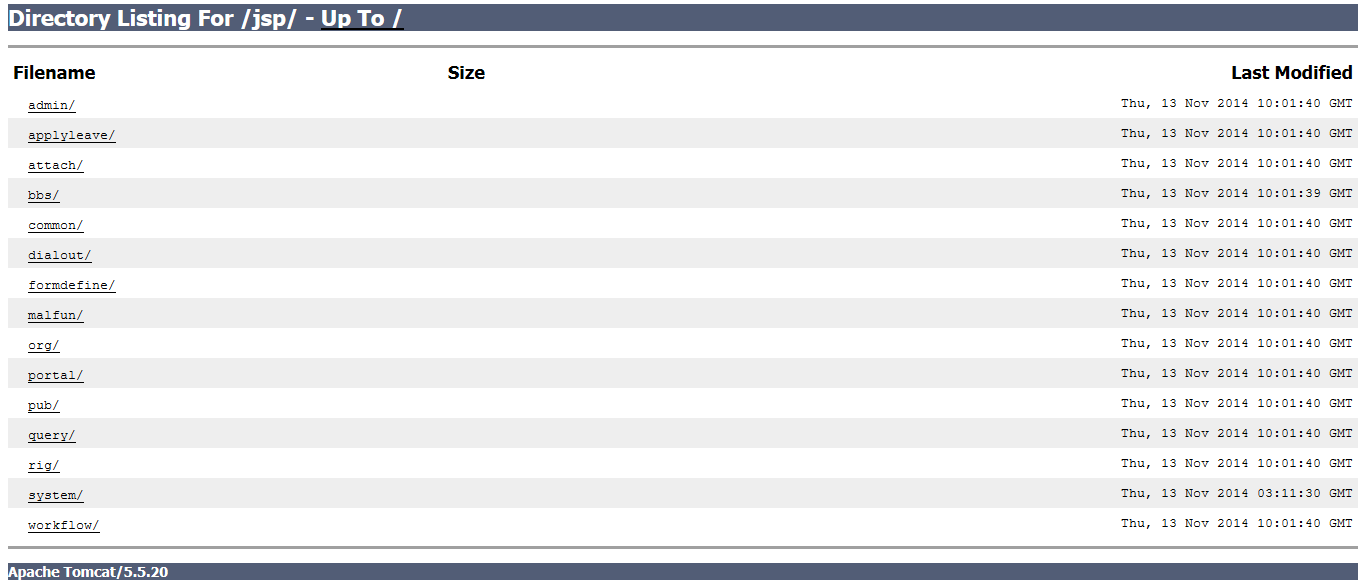 Directory Listing For /jsp/ - Up To /
Filename Size Last Modified
admin/ Thu, 13 Nov 2014 10:01:40 GMT
applyleave/ Thu, 13 Nov 2014 10:01:40 GMT
attach/ Thu, 13 Nov 2014 10:01:40 GMT
bbs/ Thu, 13 Nov 2014 10:01:39 GMT
common/ Thu, 13 Nov 2014 10:01:40 GMT
dialout/ Thu, 13 Nov 2014 10:01:40 GMT
formdefine/ Thu, 13 Nov 2014 10:01:40 GMT
malfun/ Thu, 13 Nov 2014 10:01:40 GMT
org/ Thu, 13 Nov 2014 10:01:40 GMT
portal/ Thu, 13 Nov 2014 10:01:40 GMT
pub/ Thu, 13 Nov 2014 10:01:40 GMT
query/ Thu, 13 Nov 2014 10:01:40 GMT
rig/ Thu, 13 Nov 2014 10:01:40 GMT
system/ Thu, 13 Nov 2014 03:11:30 GMT
workflow/ Thu, 13 Nov 2014 10:01:40 GMT
Apache Tomcat/5.5.20